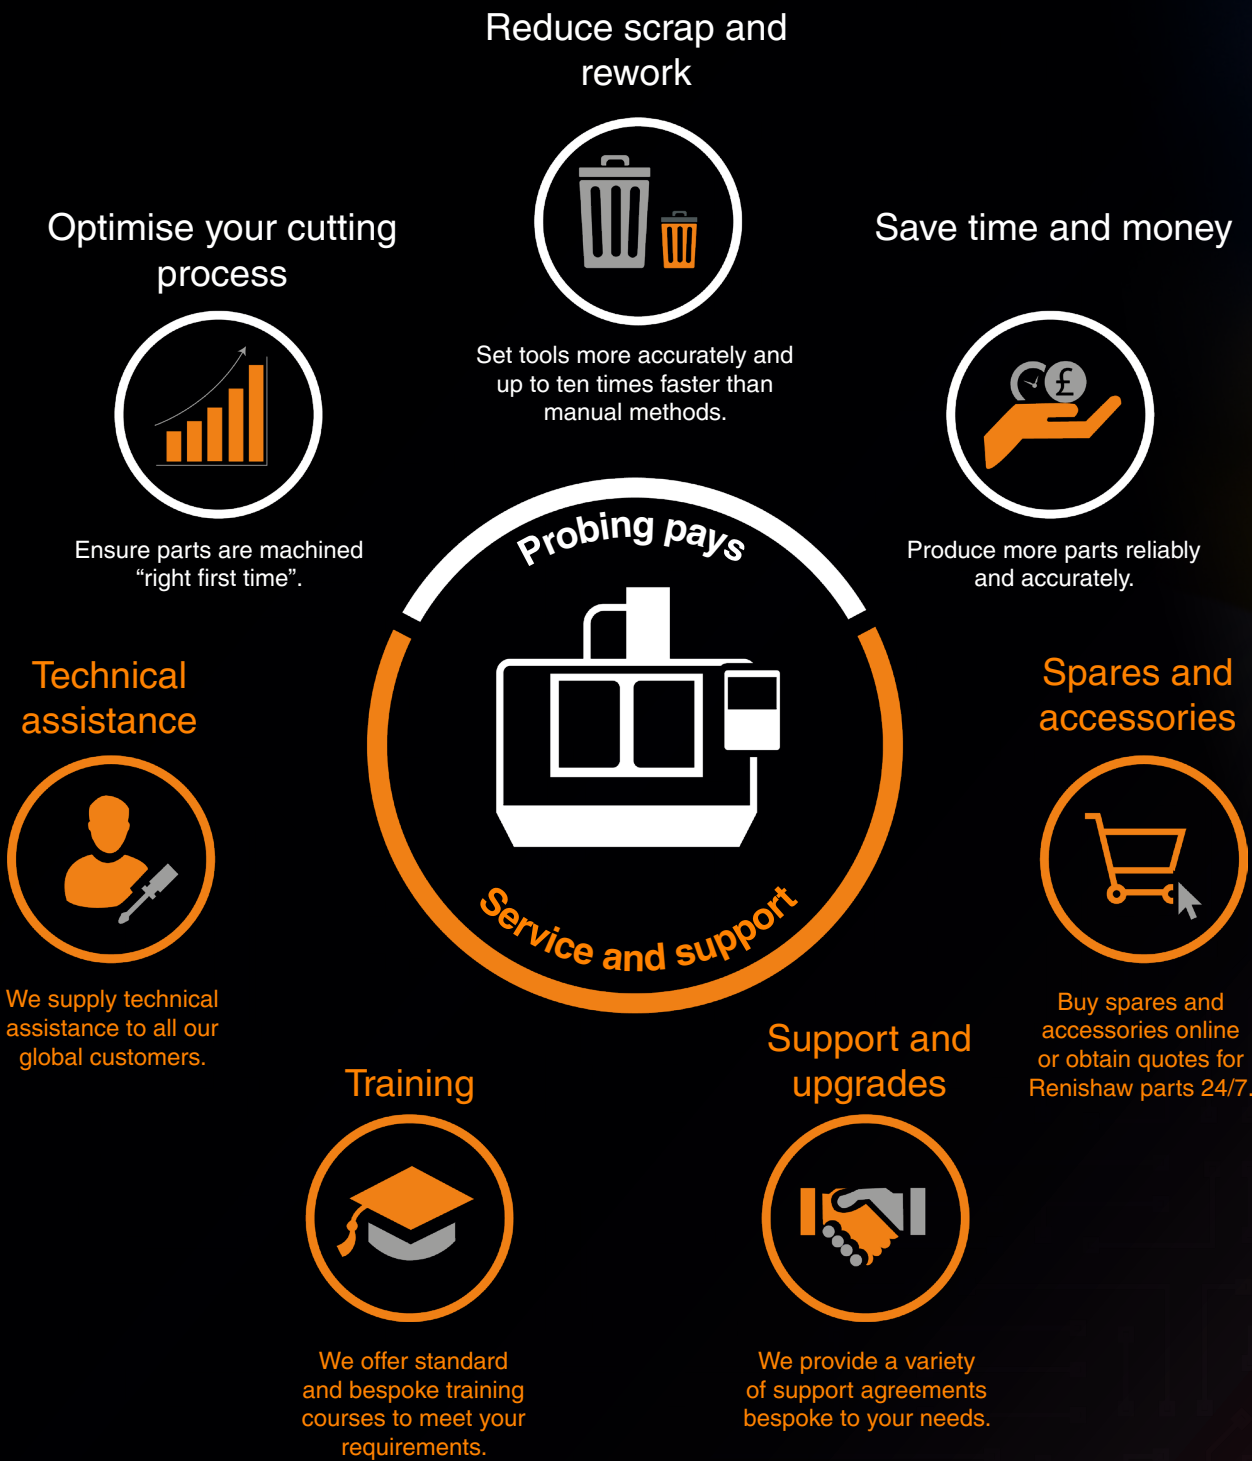 Reduce scrap and
rework
Set tools more accurately and
up to ten times faster than
manual methods.
Optimise your cutting
process
Ensure parts are machined
“right first time”.
Save time and money
£
Produce more parts reliably
and accurately.
Probing pays
Service and support
Technical
assistance
We supply technical
assistance to all our
global customers.
Training
We offer standard
and bespoke training
courses to meet your
requirements.
Support and
upgrades
We provide a variety
of support agreements
bespoke to your needs.
Spares and
accessories
Buy spares and
accessories online
or obtain quotes for
Renishaw parts 24/7.